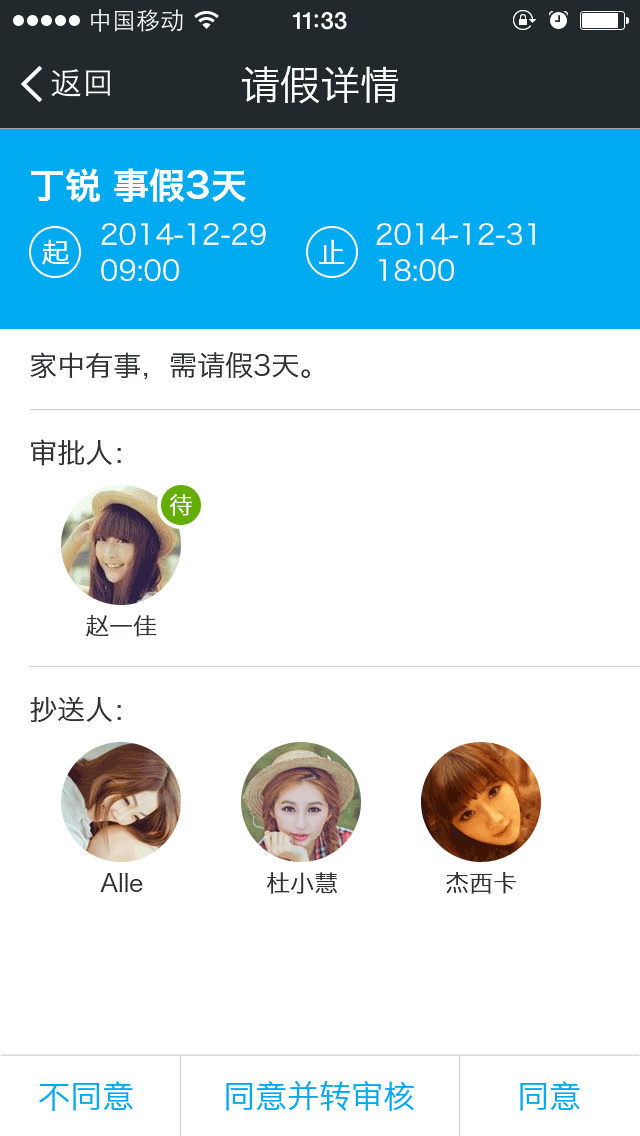 中国移动 11:33
返回 请假详情
丁锐 事假3天
起 2014-12-29 止 2014-12-31
09:00 18:00
家中有事，需请假3天。
审批人：
待
赵一佳
抄送人：
Alle 杜小慧 杰西卡
不同意 同意并转审核 同意